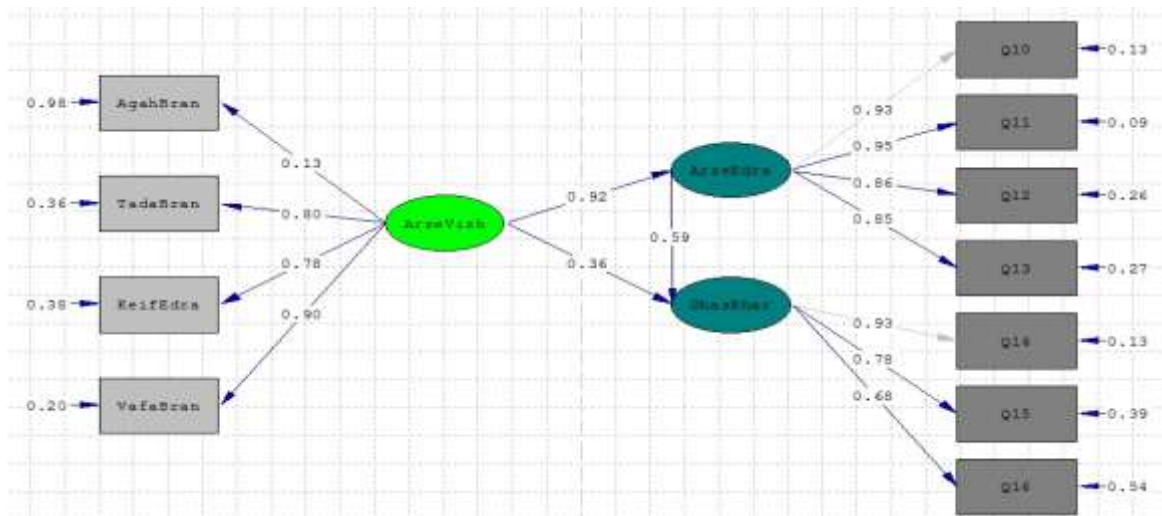 Q10
0.13
0.98
AgahBran
0.93
Q11
0.09
0.95
0.13
ArzeEdra
0.86
Q12
0.26
0.36
TadaBran
0.80
0.92
0.85
ArzeVizh
0.59
0.78
0.36
Q13
0.27
0.38
KeifEdra
GhasKhar
0.90
0.93
Q14
0.13
0.78
0.20
VafaBran
0.68
Q15
0.39
Q16
0.54